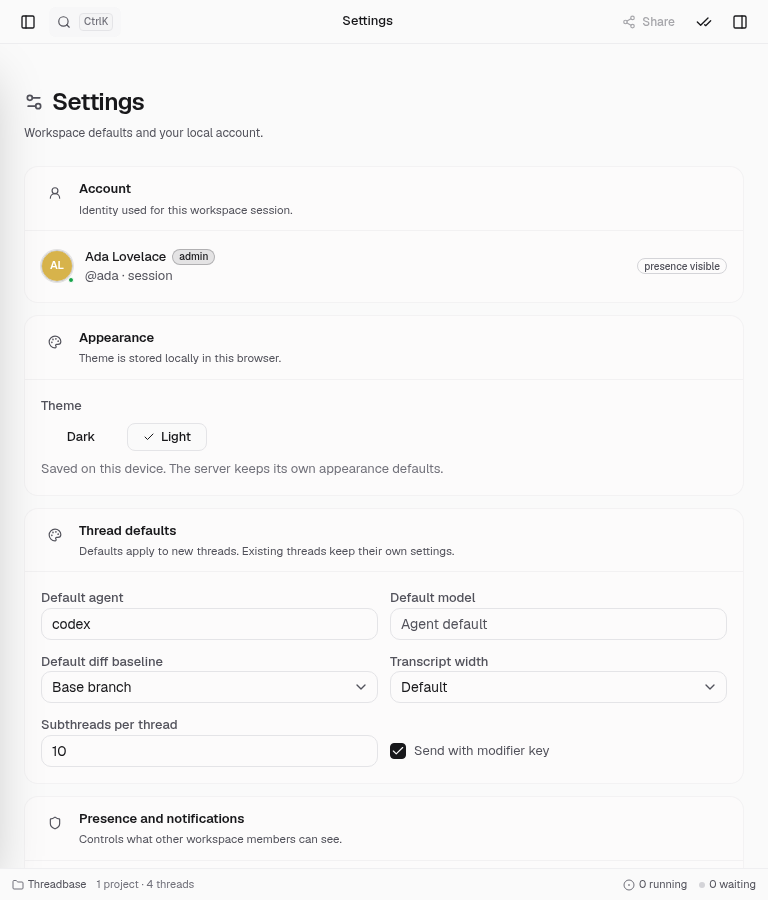 CtrlK
Settings
Share
Settings
Workspace defaults and your local account.
Account
Identity used for this workspace session.
AL
Ada Lovelace
admin
@ada · session
presence visible
Appearance
Theme is stored locally in this browser.
Theme
Dark
Light
Saved on this device. The server keeps its own appearance defaults.
Thread defaults
Defaults apply to new threads. Existing threads keep their own settings.
Default agent
Default model
codex
Agent default
Default diff baseline
Transcript width
Base branch
Default
Subthreads per thread
10
Send with modifier key
Presence and notifications
Controls what other workspace members can see.
Threadbase
1 project · 4 threads
0 running
0 waiting